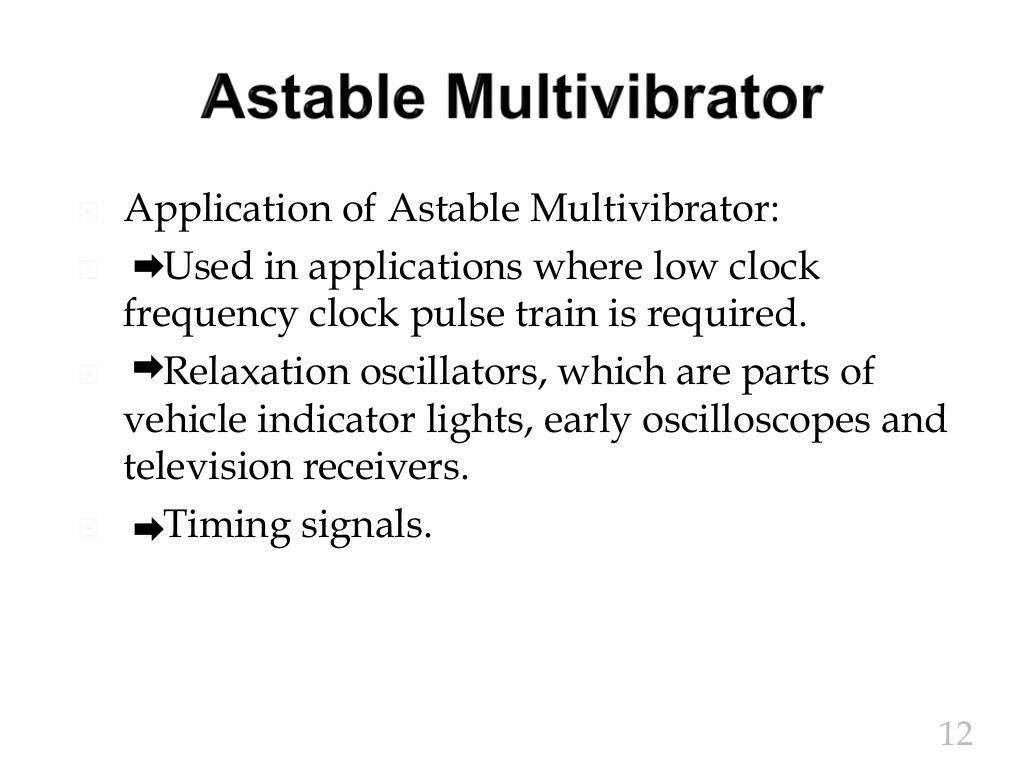 Astable Multivibrator
Application of Astable Multivibrator:
➡Used in applications where low clock
frequency clock pulse train is required.
➡Relaxation oscillators, which are parts of
vehicle indicator lights, early oscilloscopes and
television receivers.
➡Timing signals.
12